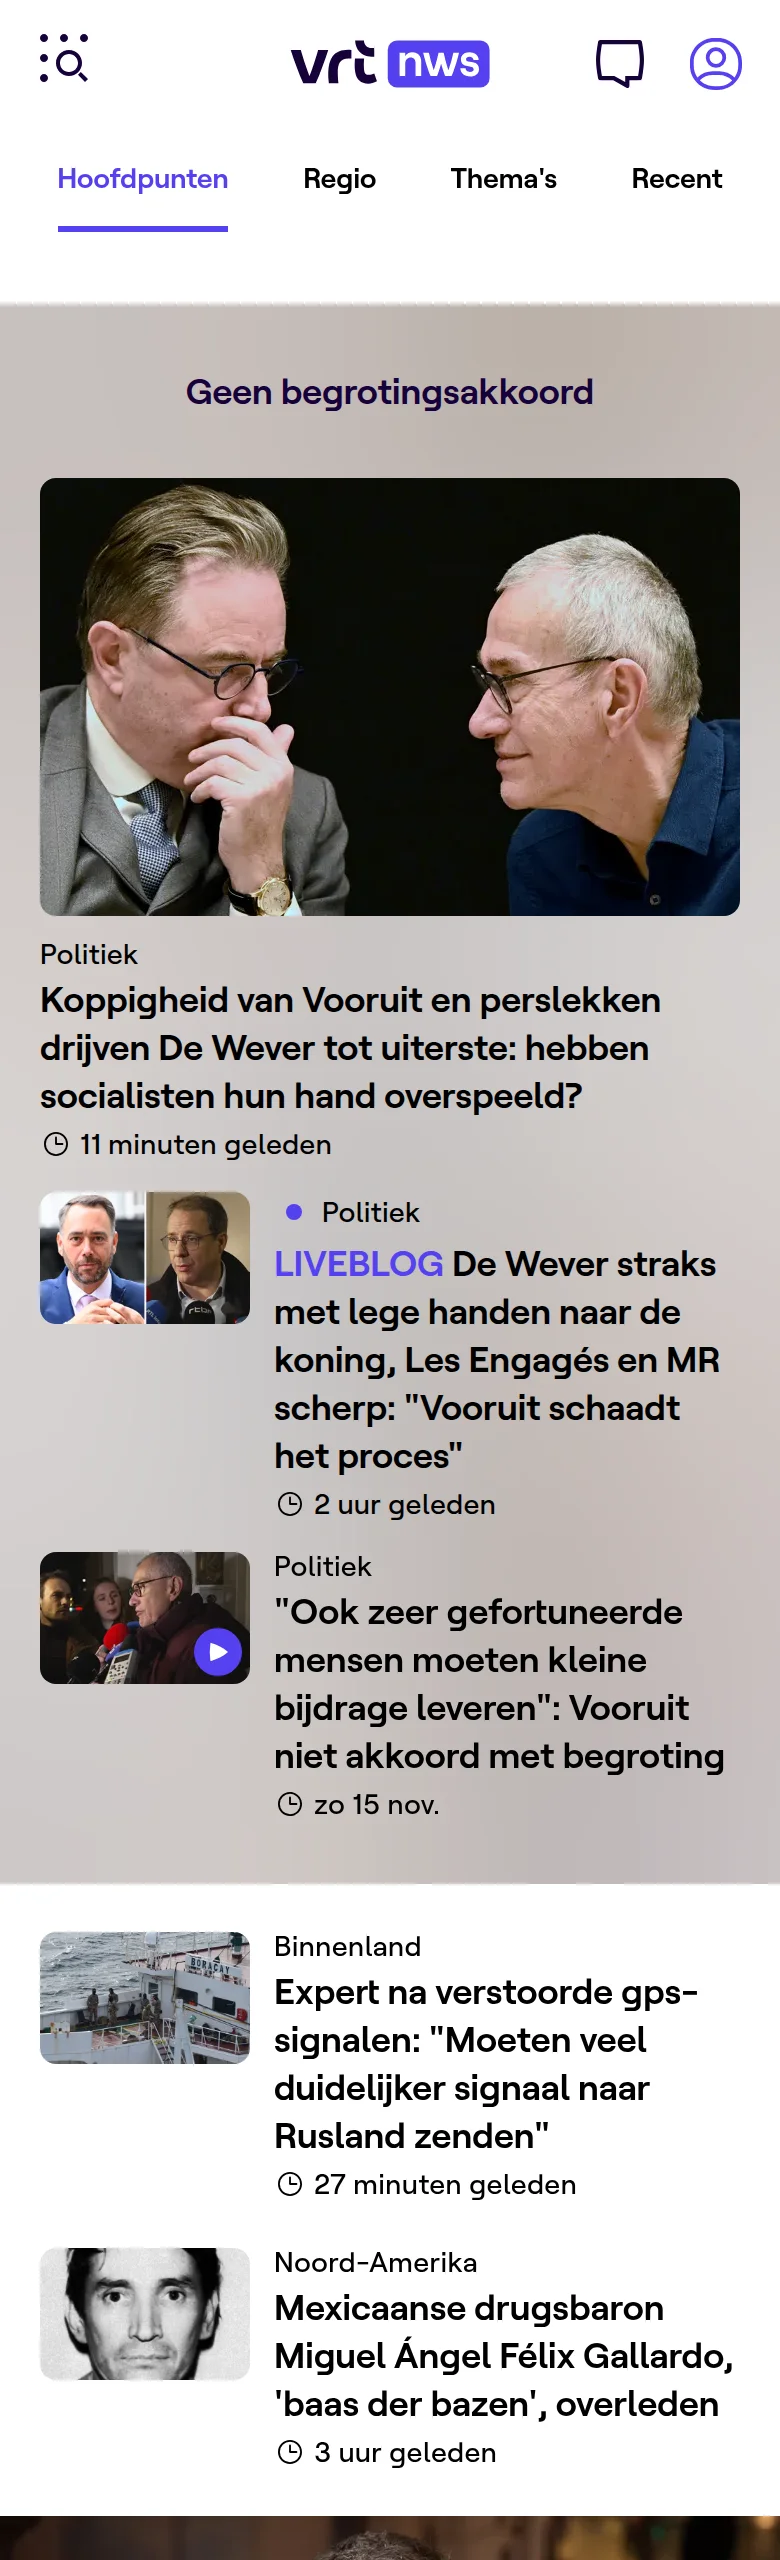 vrt nws
Hoofdpunten
Regio
Thema's
Recent
Geen begrotingsakkoord
Politiek
Koppigheid van Vooruit en perslekken
drijven De Wever tot uiterste: hebben
socialisten hun hand overspeeld?
11 minuten geleden
rtbf
Politiek
LIVEBLOG De Wever straks
met lege handen naar de
koning, Les Engagés en MR
scherp: "Vooruit schaadt
het proces"
2 uur geleden
Politiek
"Ook zeer gefortuneerde
mensen moeten kleine
bijdrage leveren": Vooruit
niet akkoord met begroting
zo 15 nov.
BORACAY
Binnenland
Expert na verstoorde gps-
signalen: "Moeten veel
duidelijker signaal naar
Rusland zenden"
27 minuten geleden
Noord-Amerika
Mexicaanse drugsbaron
Miguel Ángel Félix Gallardo,
'baas der bazen', overleden
3 uur geleden